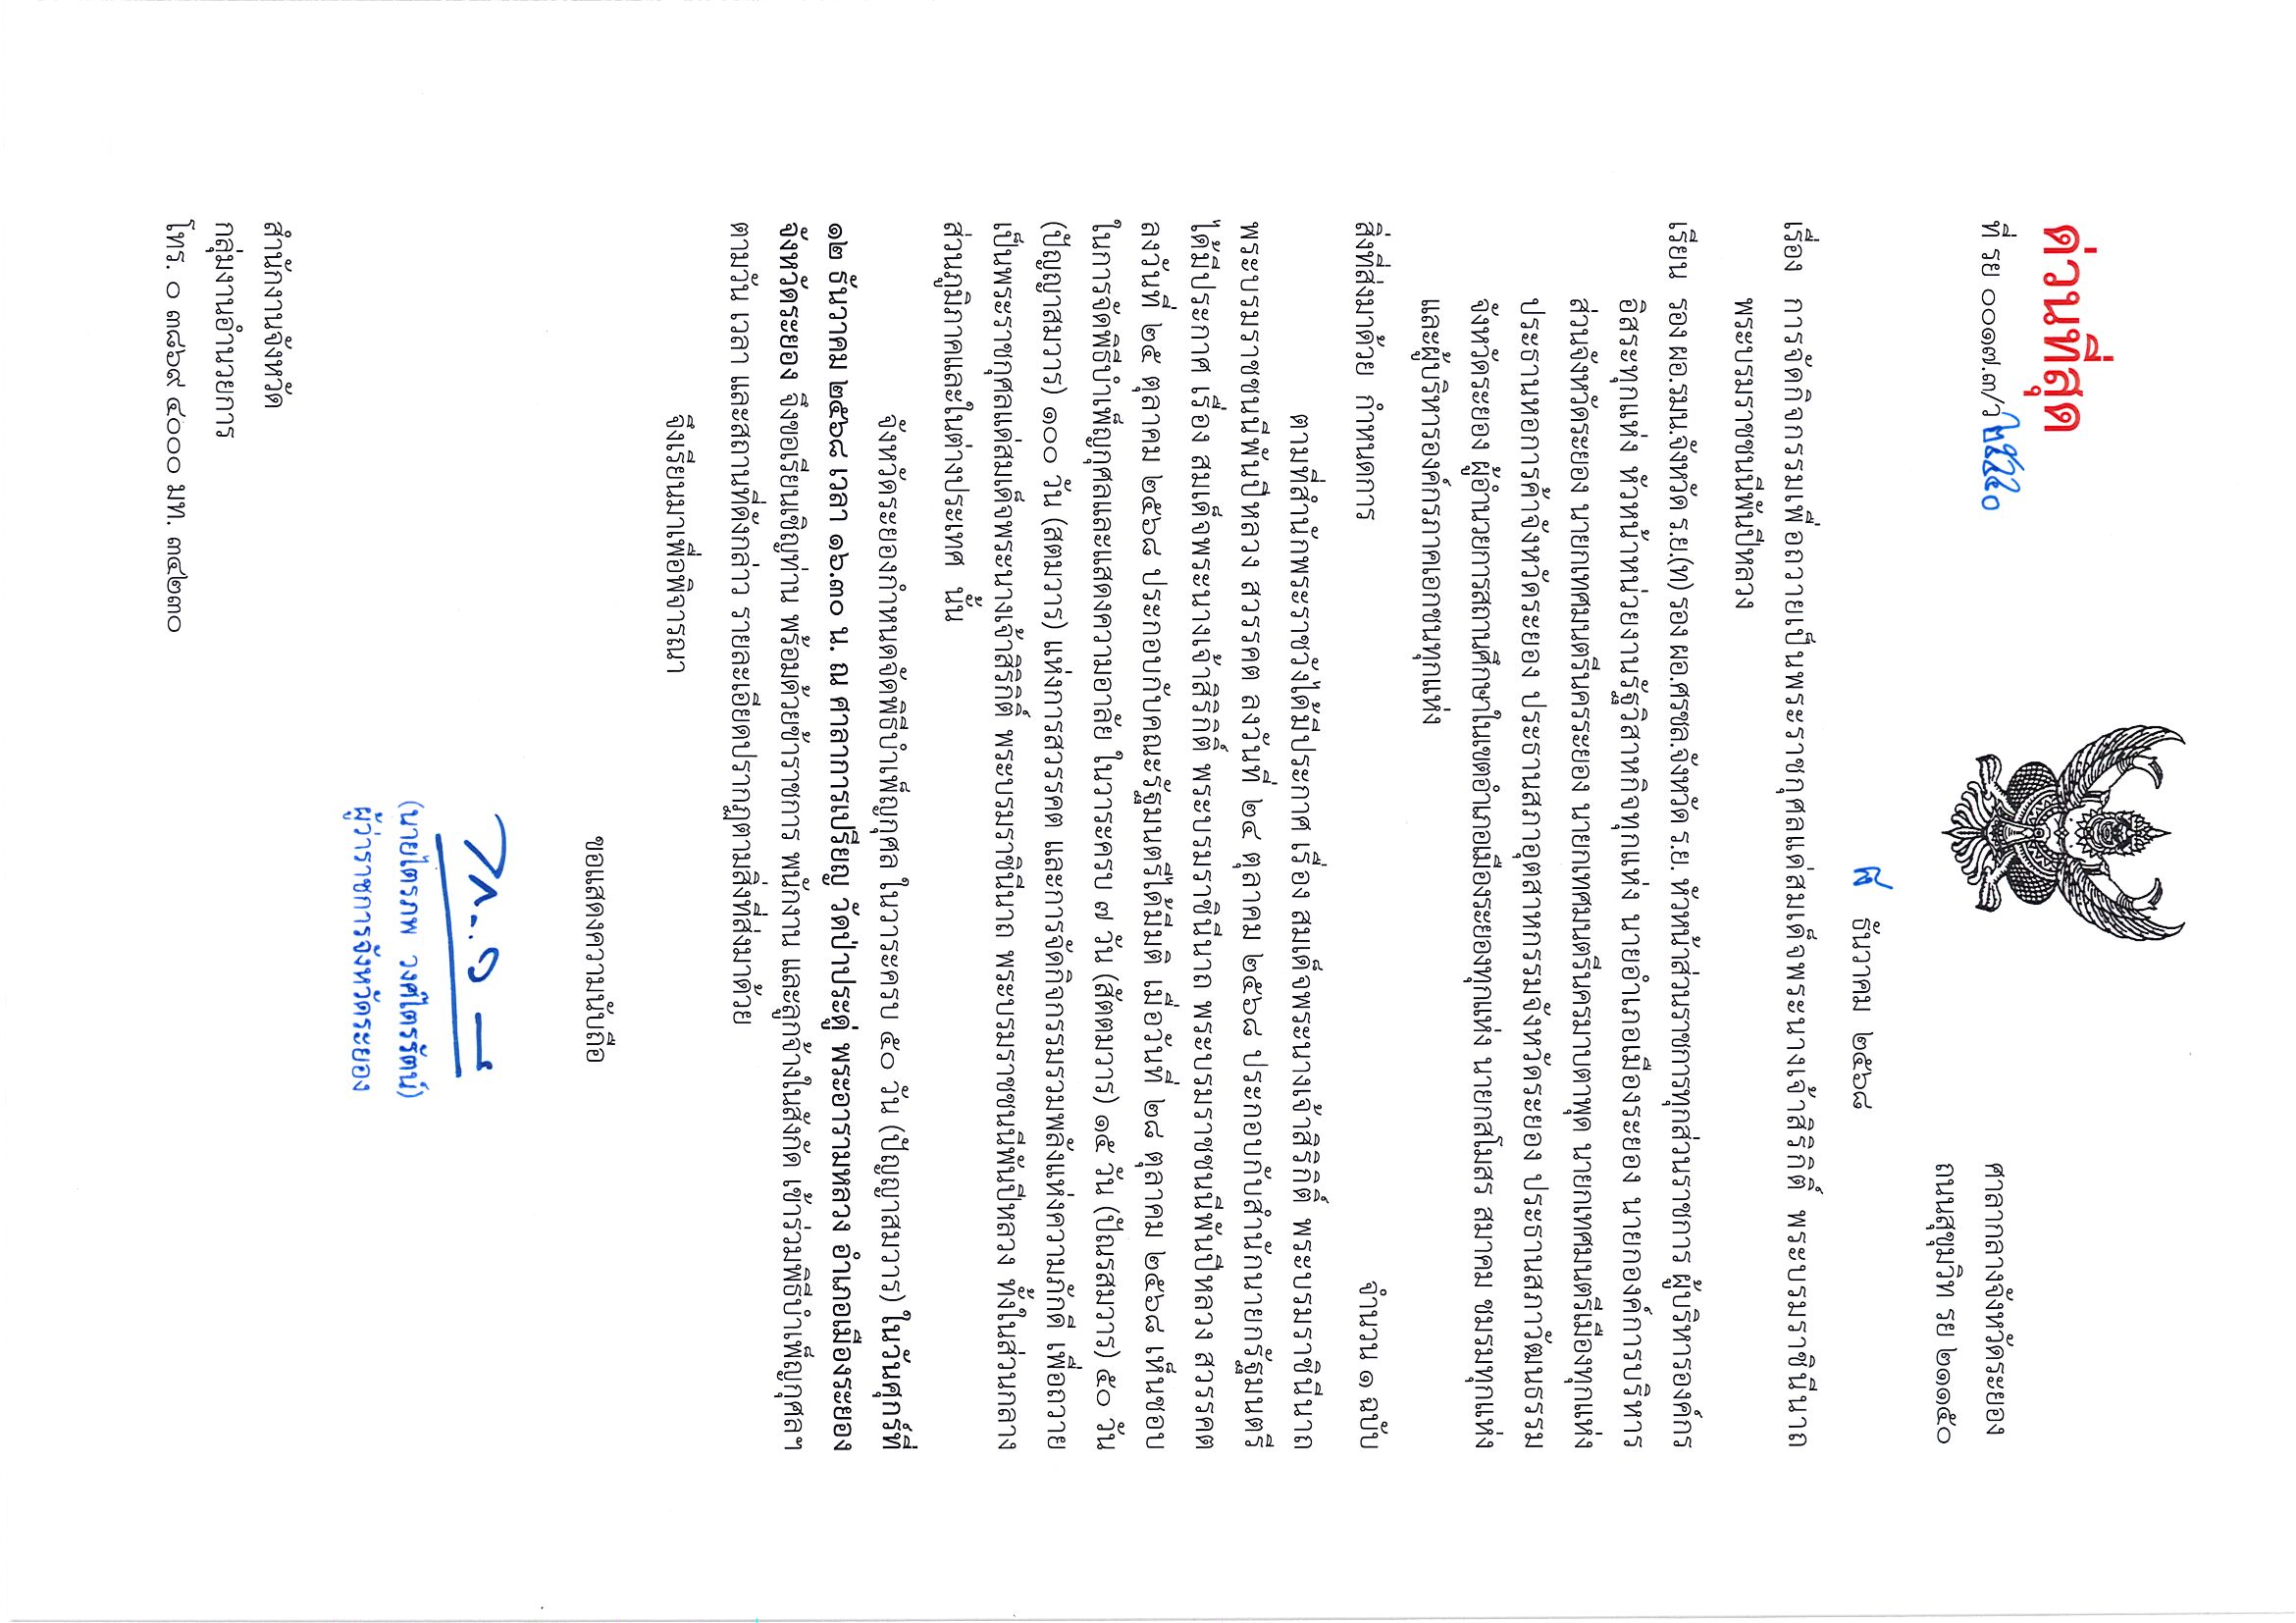 ด่วนที่สุด
ที่ รย ๐๐๑๗.๓/ว
ศาลากลางจังหวัดระยอง
ถนนสุขุมวิท รย ๒๑๑๕๐
ธันวาคม ๒๕๖๘
เรื่อง การจัดกิจกรรมเพื่อถวายเป็นพระราชกุศลแด่สมเด็จพระนางเจ้าสิริกิติ์ พระบรมราชินีนาถ
พระบรมราชชนนีพันปีหลวง
เรียน รอง ผอ.รมน.จังหวัด ร.ย.(ท) รอง ผอ.ศรชล.จังหวัด ร.ย. หัวหน้าส่วนราชการทุกส่วนราชการ ผู้บริหารองค์กร
อิสระทุกแห่ง หัวหน้าหน่วยงานรัฐวิสาหกิจทุกแห่ง นายอำเภอเมืองระยอง นายกองค์การบริหาร
ส่วนจังหวัดระยอง นายกเทศมนตรีนครระยอง นายกเทศมนตรีนครมาบตาพุด นายกเทศมนตรีเมืองทุกแห่ง
ประธานหอการค้าจังหวัดระยอง ประธานสภาอุตสาหกรรมจังหวัดระยอง ประธานสภาวัฒนธรรม
จังหวัดระยอง ผู้อำนวยการสถานศึกษาในเขตอำเภอเมืองระยองทุกแห่ง นายกสโมสร สมาคม ชมรมทุกแห่ง
และผู้บริหารองค์กรภาคเอกชนทุกแห่ง
สิ่งที่ส่งมาด้วย กำหนดการ จำนวน ๑ ฉบับ
ตามที่สำนักพระราชวังได้มีประกาศ เรื่อง สมเด็จพระนางเจ้าสิริกิติ์ พระบรมราชินีนาถ
พระบรมราชชนนีพันปีหลวง สวรรคต ลงวันที่ ๒๔ ตุลาคม ๒๕๖๘ ประกอบกับสำนักนายกรัฐมนตรี
ได้มีประกาศ เรื่อง สมเด็จพระนางเจ้าสิริกิติ์ พระบรมราชินีนาถ พระบรมราชชนนีพันปีหลวง สวรรคต
ลงวันที่ ๒๕ ตุลาคม ๒๕๖๘ ประกอบกับคณะรัฐมนตรีได้มีมติ เมื่อวันที่ ๒๘ ตุลาคม ๒๕๖๘ เห็นชอบ
ในการจัดพิธีบำเพ็ญกุศลและแสดงความอาลัย ในวาระครบ ๗ วัน (สัตตมวาร) ๑๕ วัน (ปัณรสมวาร) ๕๐ วัน
(ปัญญาสมวาร) ๑๐๐ วัน (สตมวาร) แห่งการสวรรคต และการจัดกิจกรรมรวมพลังแห่งความภักดี เพื่อถวาย
เป็นพระราชกุศลแด่สมเด็จพระนางเจ้าสิริกิติ์ พระบรมราชินีนาถ พระบรมราชชนนีพันปีหลวง ทั้งในส่วนกลาง
ส่วนภูมิภาคและในต่างประเทศ นั้น
จังหวัดระยองกำหนดจัดพิธีบำเพ็ญกุศล ในวาระครบ ๕๐ วัน (ปัญญาสมวาร) ในวันศุกร์ที่
๑๒ ธันวาคม ๒๕๖๘ เวลา ๑๖.๓๐ น. ณ ศาลาการเปรียญ วัดป่าประดู่ พระอารามหลวง อำเภอเมืองระยอง
จังหวัดระยอง จึงขอเรียนเชิญท่าน พร้อมด้วยข้าราชการ พนักงาน และลูกจ้างในสังกัด เข้าร่วมพิธีบำเพ็ญกุศลฯ
ตามวัน เวลา และสถานที่ดังกล่าว รายละเอียดปรากฏตามสิ่งที่ส่งมาด้วย
จึงเรียนมาเพื่อพิจารณา
ขอแสดงความนับถือ
(นายไตรภพ วงศ์ไตรรัตน์)
ผู้ว่าราชการจังหวัดระยอง
สำนักงานจังหวัด
กลุ่มงานอำนวยการ
โทร. ๐ ๓๘๖๙ ๔๐๐๐ มท. ๓๔๒๓๐